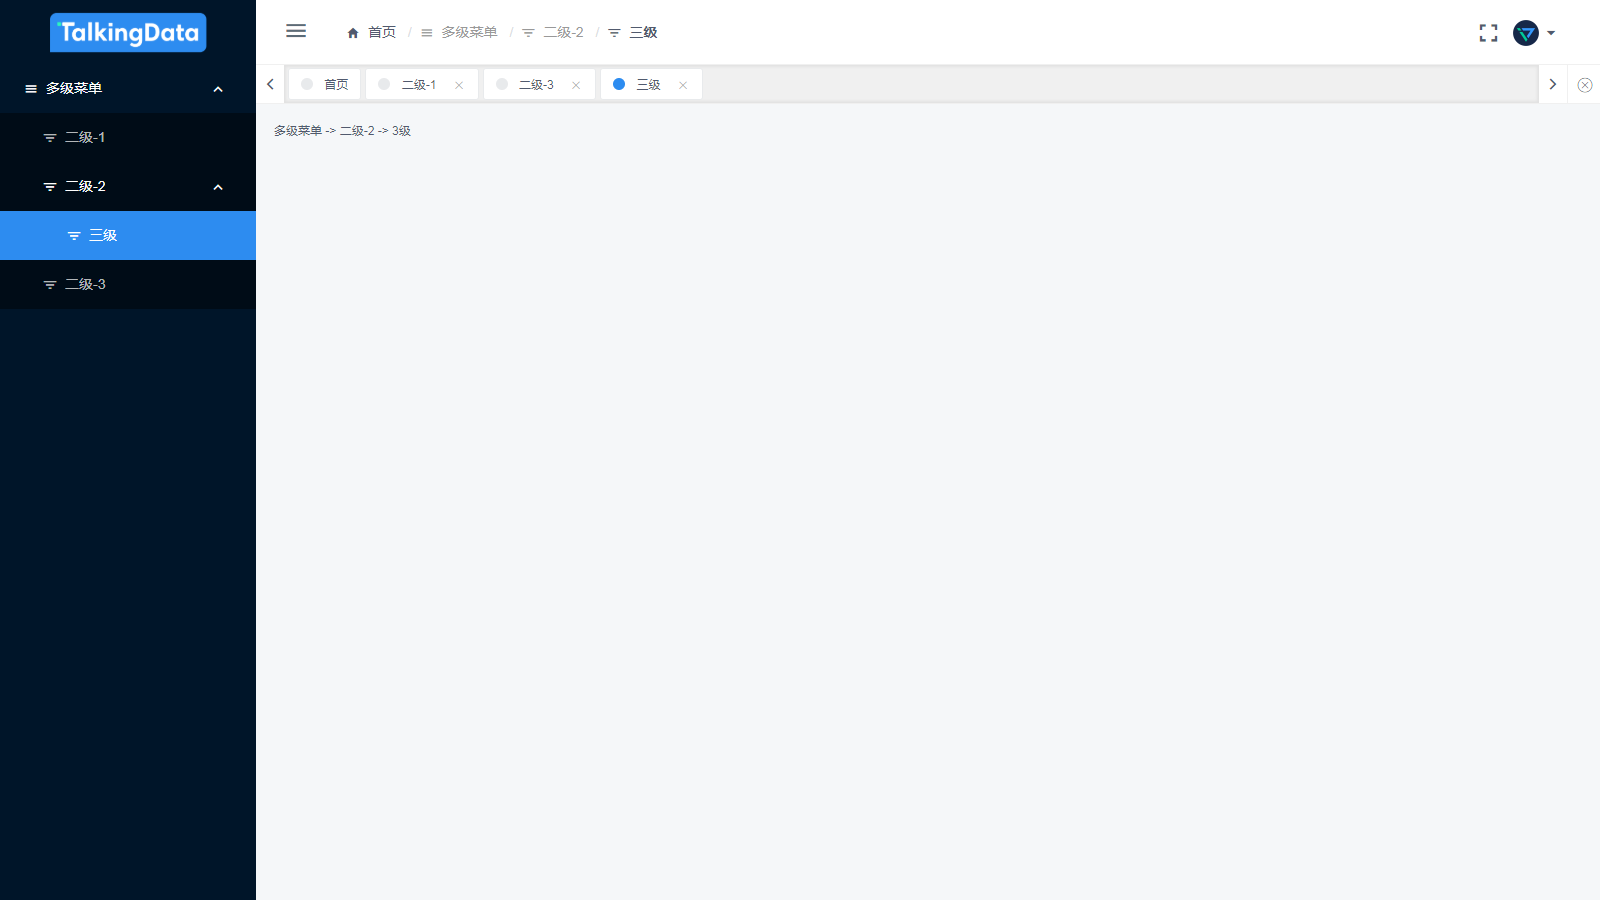 TalkingData
多级菜单
二级-1
二级-2
三级
二级-3
首页 / 多级菜单 / 二级-2 / 三级
首页 二级-1 二级-3 三级
多级菜单 -> 二级-2 -> 3级